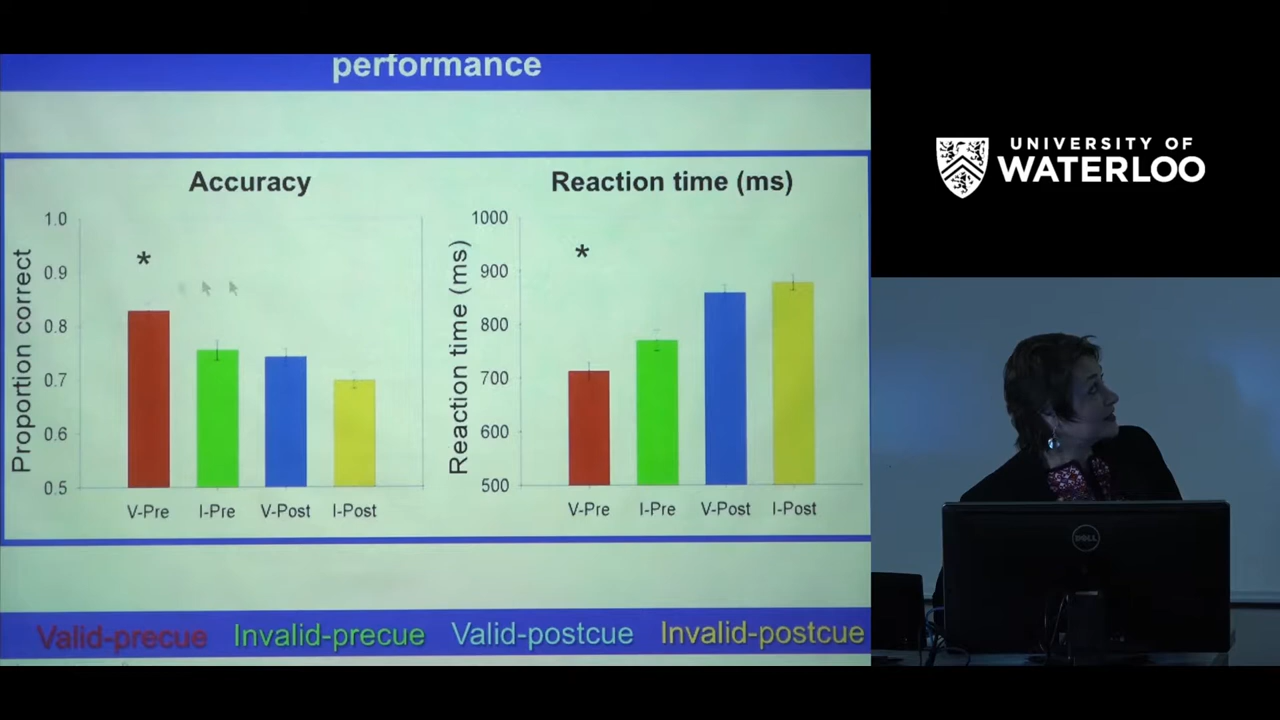 performance
Accuracy
Proportion correct
1.0
0.9
0.8
0.7
0.6
0.5
*
V-Pre I-Pre V-Post I-Post
Reaction time (ms)
Reaction time (ms)
1000
900
800
700
600
500
*
V-Pre I-Pre V-Post I-Post
Valid-precue Invalid-precue Valid-postcue Invalid-postcue
UNIVERSITY OF
WATERLOO
DELL